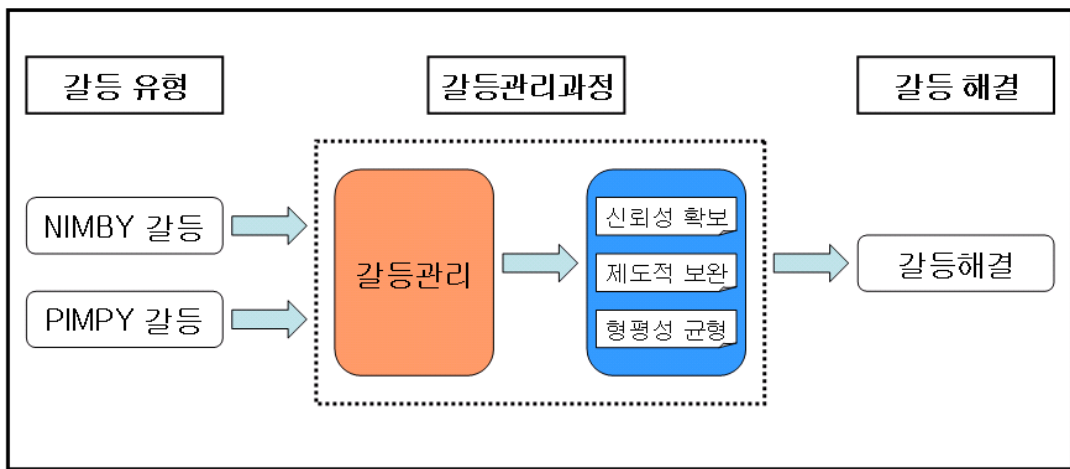 갈등 유형
갈등관리과정
갈등 해결
NIMBY 갈등
PIMPY 갈등
갈등관리
신뢰성 확보
제도적 보완
형평성 균형
갈등해결